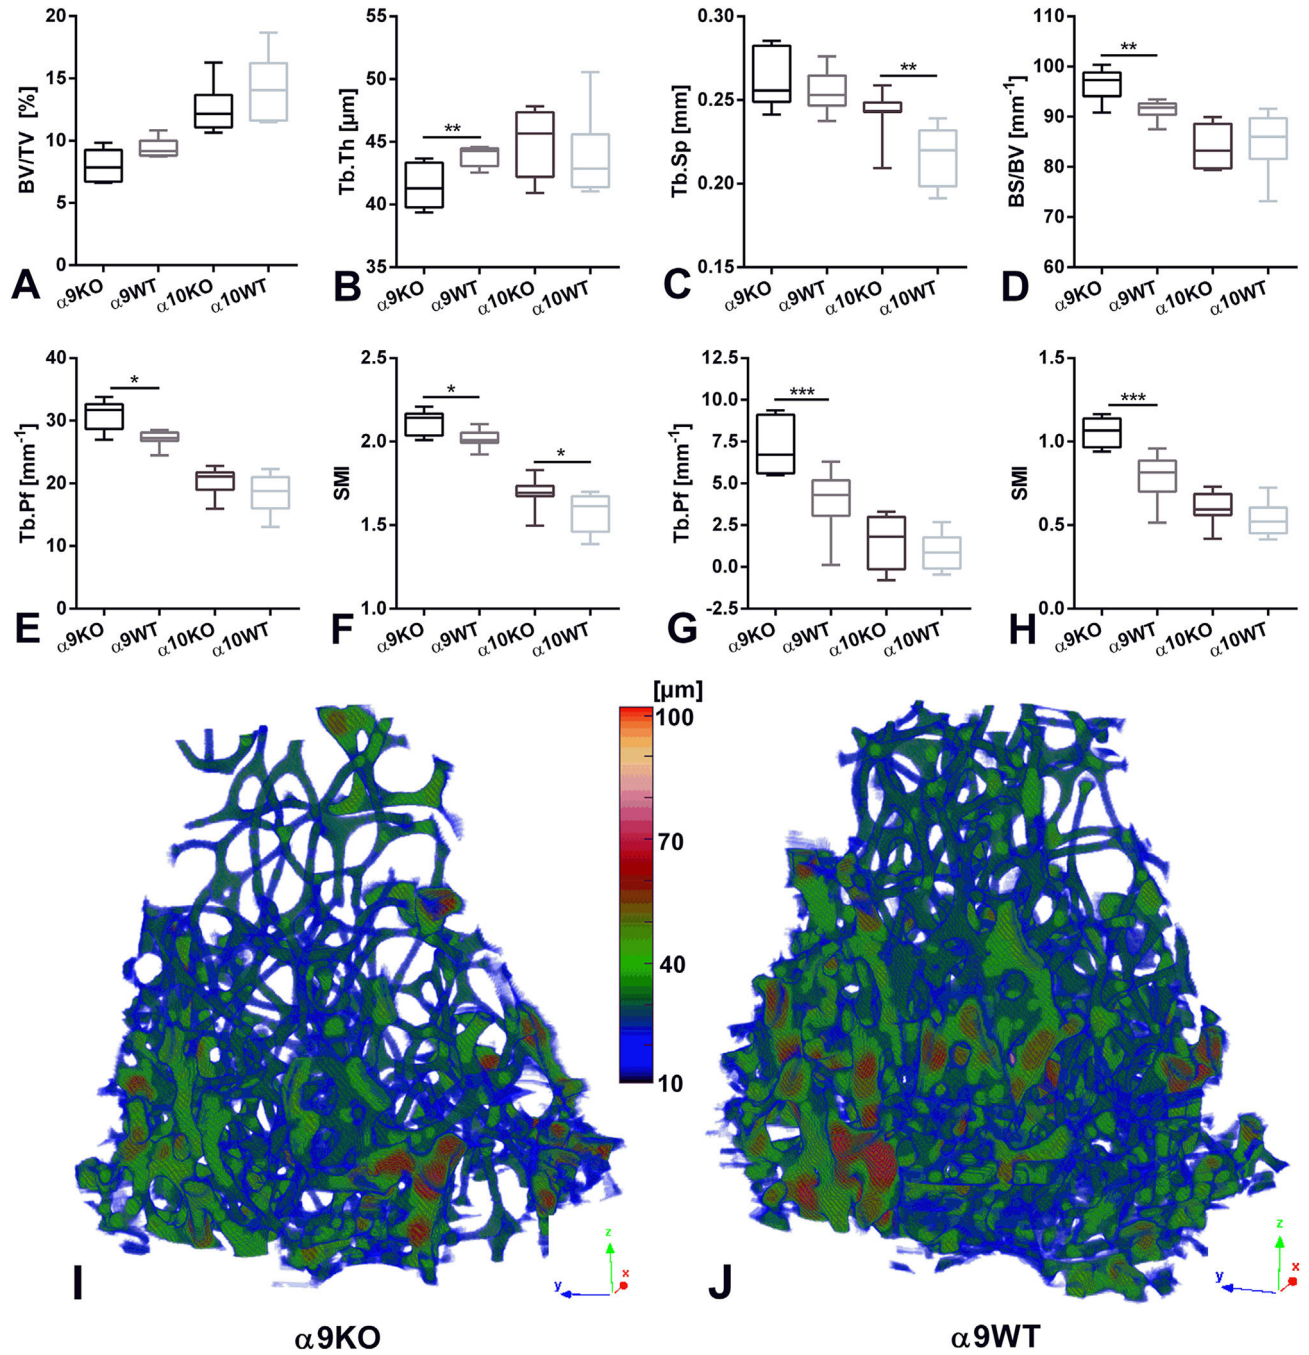 A
BV/TV [%]
20
15
10
5
0
α9KO α9WT α10KO α10WT
B
Tb.Th [µm]
55
50
45
40
35
**
α9KO α9WT α10KO α10WT
C
Tb.Sp [mm]
0.30
0.25
0.20
0.15
**
α9KO α9WT α10KO α10WT
D
BS/BV [mm⁻¹]
110
100
90
80
70
60
**
α9KO α9WT α10KO α10WT
E
Tb.Pf [mm⁻¹]
40
30
20
10
0
*
α9KO α9WT α10KO α10WT
F
SMI
2.5
2.0
1.5
1.0
*
*
α9KO α9WT α10KO α10WT
G
Tb.Pf [mm⁻¹]
12.5
10.0
7.5
5.0
2.5
0.0
-2.5
***
α9KO α9WT α10KO α10WT
H
SMI
1.5
1.0
0.5
0.0
***
α9KO α9WT α10KO α10WT
[µm]
100
70
40
10
I
z
x
y
α9KO
J
z
x
y
α9WT